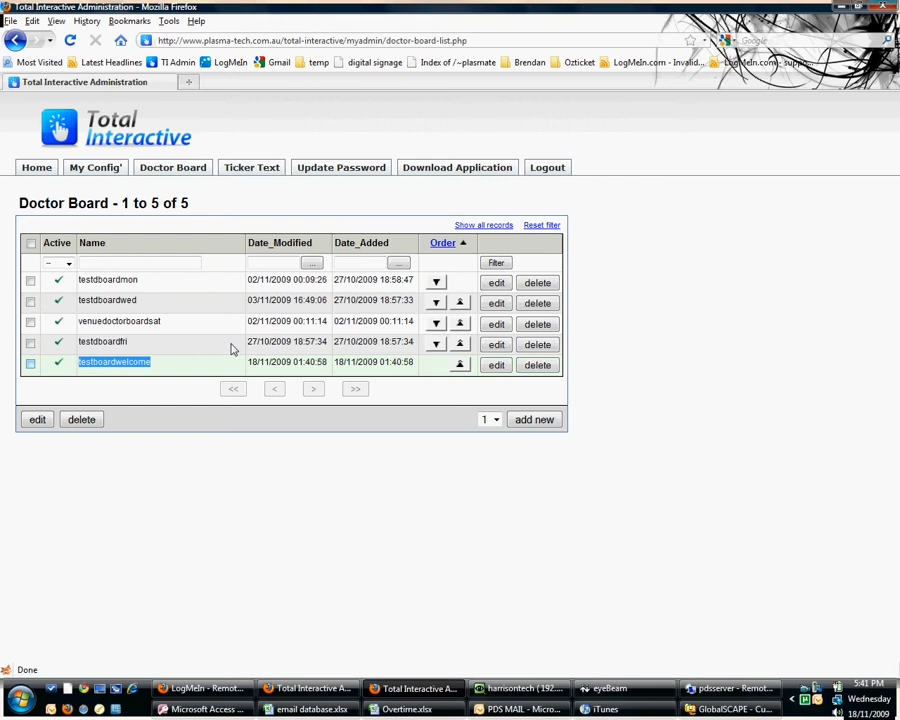 Total Interactive Administration - Mozilla Firefox
File Edit View History Bookmarks Tools Help
http://www.plasma-tech.com.au/total-interactive/myadmin/doctor-board-list.php
Google
Most Visited Latest Headlines TI Admin LogMeIn Gmail temp digital signage Index of /~plasmate Brendan Ozticket LogMeIn.com - Invalid... LogMeIn.com - suppo...
Total Interactive Administration
Total
Interactive
Home My Config' Doctor Board Ticker Text Update Password Download Application Logout
Doctor Board - 1 to 5 of 5
Show all records Reset filter
Active Name Date_Modified Date_Added Order
-- ... ... Filter
testdboardmon 02/11/2009 00:09:26 27/10/2009 18:58:47 edit delete
testdboardwed 03/11/2009 16:49:06 27/10/2009 18:57:33 edit delete
venuedoctorboardsat 02/11/2009 00:11:14 02/11/2009 00:11:14 edit delete
testdboardfri 27/10/2009 18:57:34 27/10/2009 18:57:34 edit delete
testboardwelcome 18/11/2009 01:40:58 18/11/2009 01:40:58 edit delete
<< < > >>
edit delete 1 add new
Done
LogMeIn - Remot... Total Interactive A... Total Interactive A... harrisontech (192.... eyeBeam pdsserver - Remot... 5:41 PM
Wednesday
Microsoft Access ... email database.xlsx Overtime.xlsx PDS MAIL - Micro... iTunes GlobalSCAPE - [12... 18/11/2009